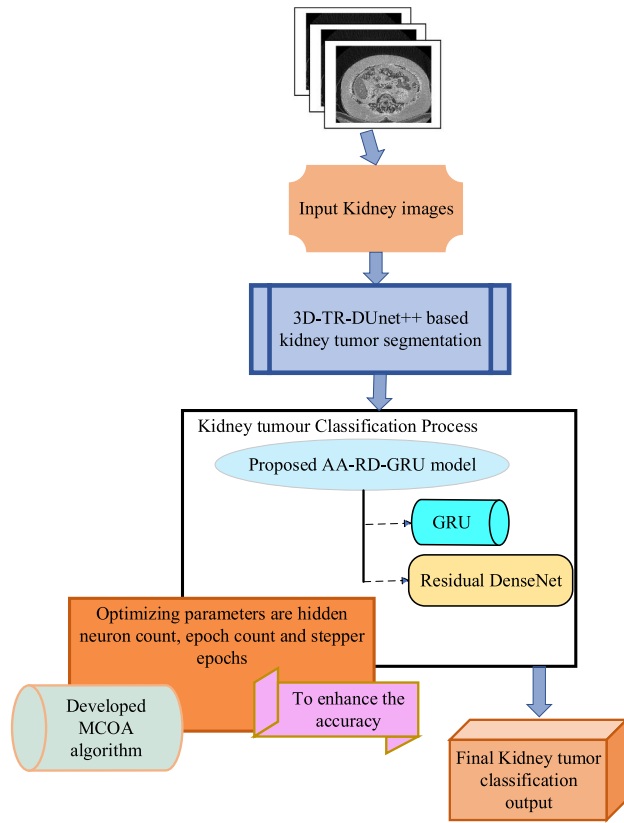 Input Kidney images
3D-TR-DUnet++ based
kidney tumor segmentation
Kidney tumour Classification Process
Proposed AA-RD-GRU model
GRU
Residual DenseNet
Optimizing parameters are hidden
neuron count, epoch count and stepper
epochs
Developed
MCOA
algorithm
To enhance the
accuracy
Final Kidney tumor
classification
output